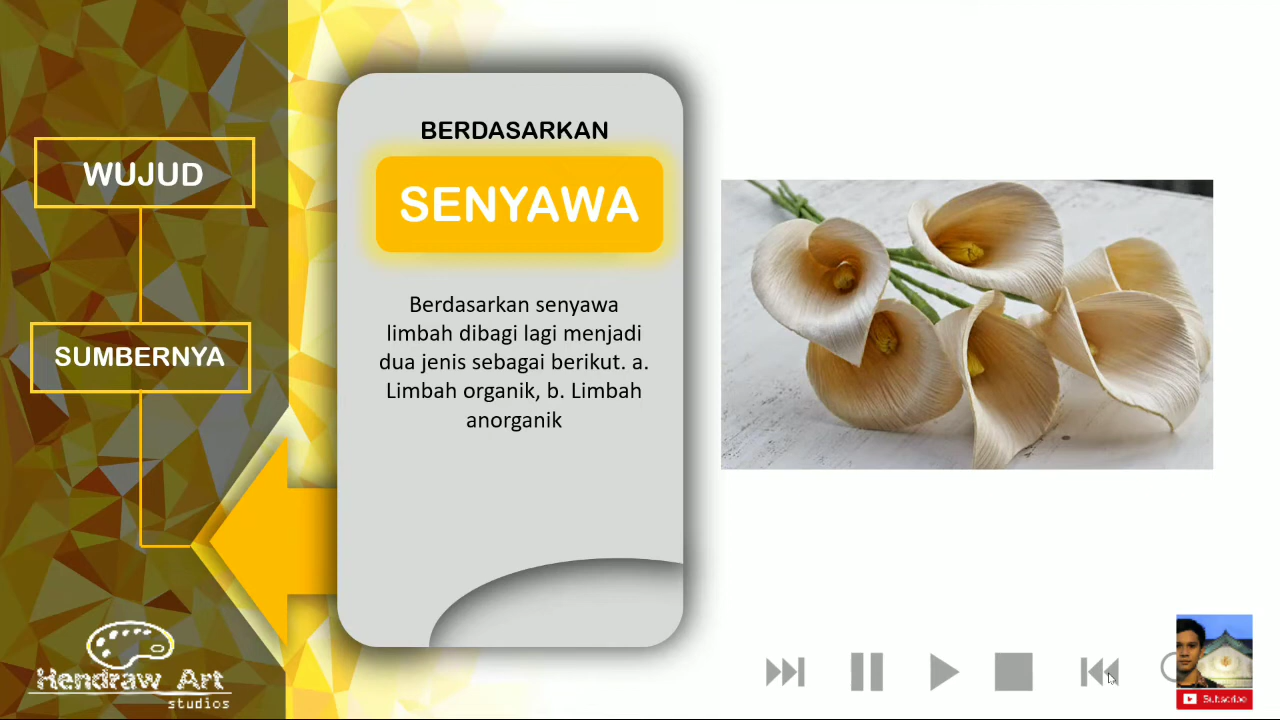 WUJUD
SUMBERNYA
BERDASARKAN
SENYAWA
Berdasarkan senyawa
limbah dibagi lagi menjadi
dua jenis sebagai berikut. a.
Limbah organik, b. Limbah
anorganik
Hendraw Art
studios
Subscribe